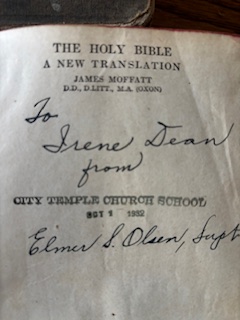 THE HOLY BIBLE
A NEW TRANSLATION
JAMES MOFFATT
D.D., D.LITT., M.A. (OXON)
To
Irene Dean
from
CITY TEMPLE CHURCH SCHOOL
OCT 1 1932
Elmer S. Olsen, Supt